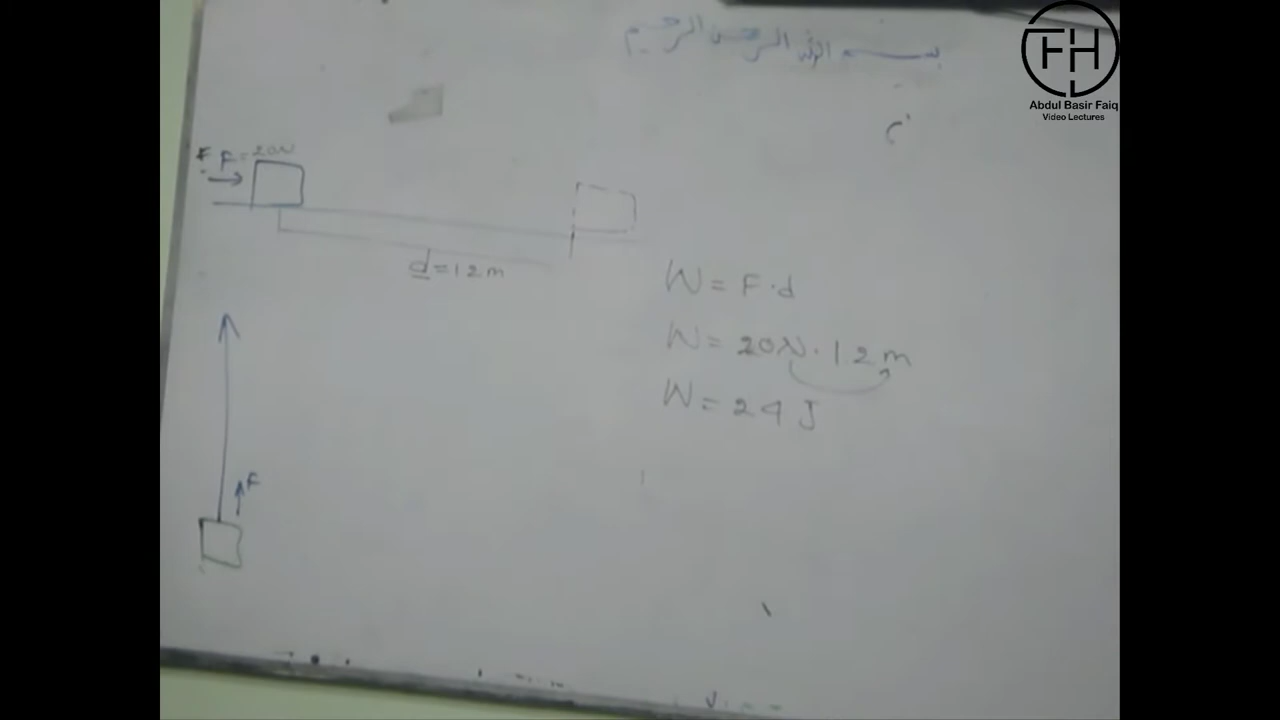 بسم الله الرحمن الرحيم
FH
Abdul Basir Faiq
Video Lectures
F F=20N
d=12m
W = F·d
W = 20N·12m
W = 24 J
F